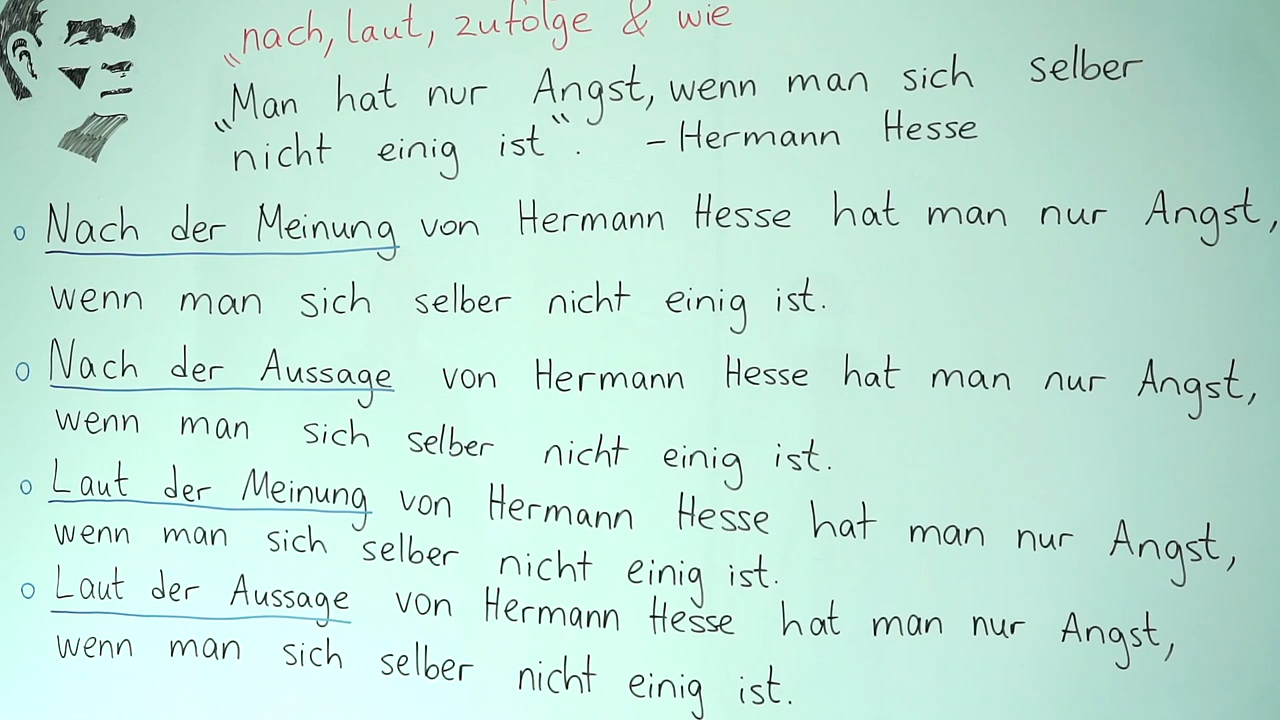 „nach, laut, zufolge & wie
„Man hat nur Angst, wenn man sich selber
nicht einig ist“. – Hermann Hesse
Nach der Meinung von Hermann Hesse hat man nur Angst,
wenn man sich selber nicht einig ist.
Nach der Aussage von Hermann Hesse hat man nur Angst,
wenn man sich selber nicht einig ist.
Laut der Meinung von Hermann Hesse hat man nur Angst,
wenn man sich selber nicht einig ist.
Laut der Aussage von Hermann Hesse hat man nur Angst,
wenn man sich selber nicht einig ist.